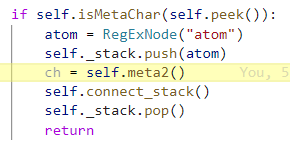 if self.isMetaChar(self.peek()):
    atom = RegExNode("atom")
    self._stack.push(atom)
    ch = self.meta2()        You, 5
    self.connect_stack()
    self._stack.pop()
    return